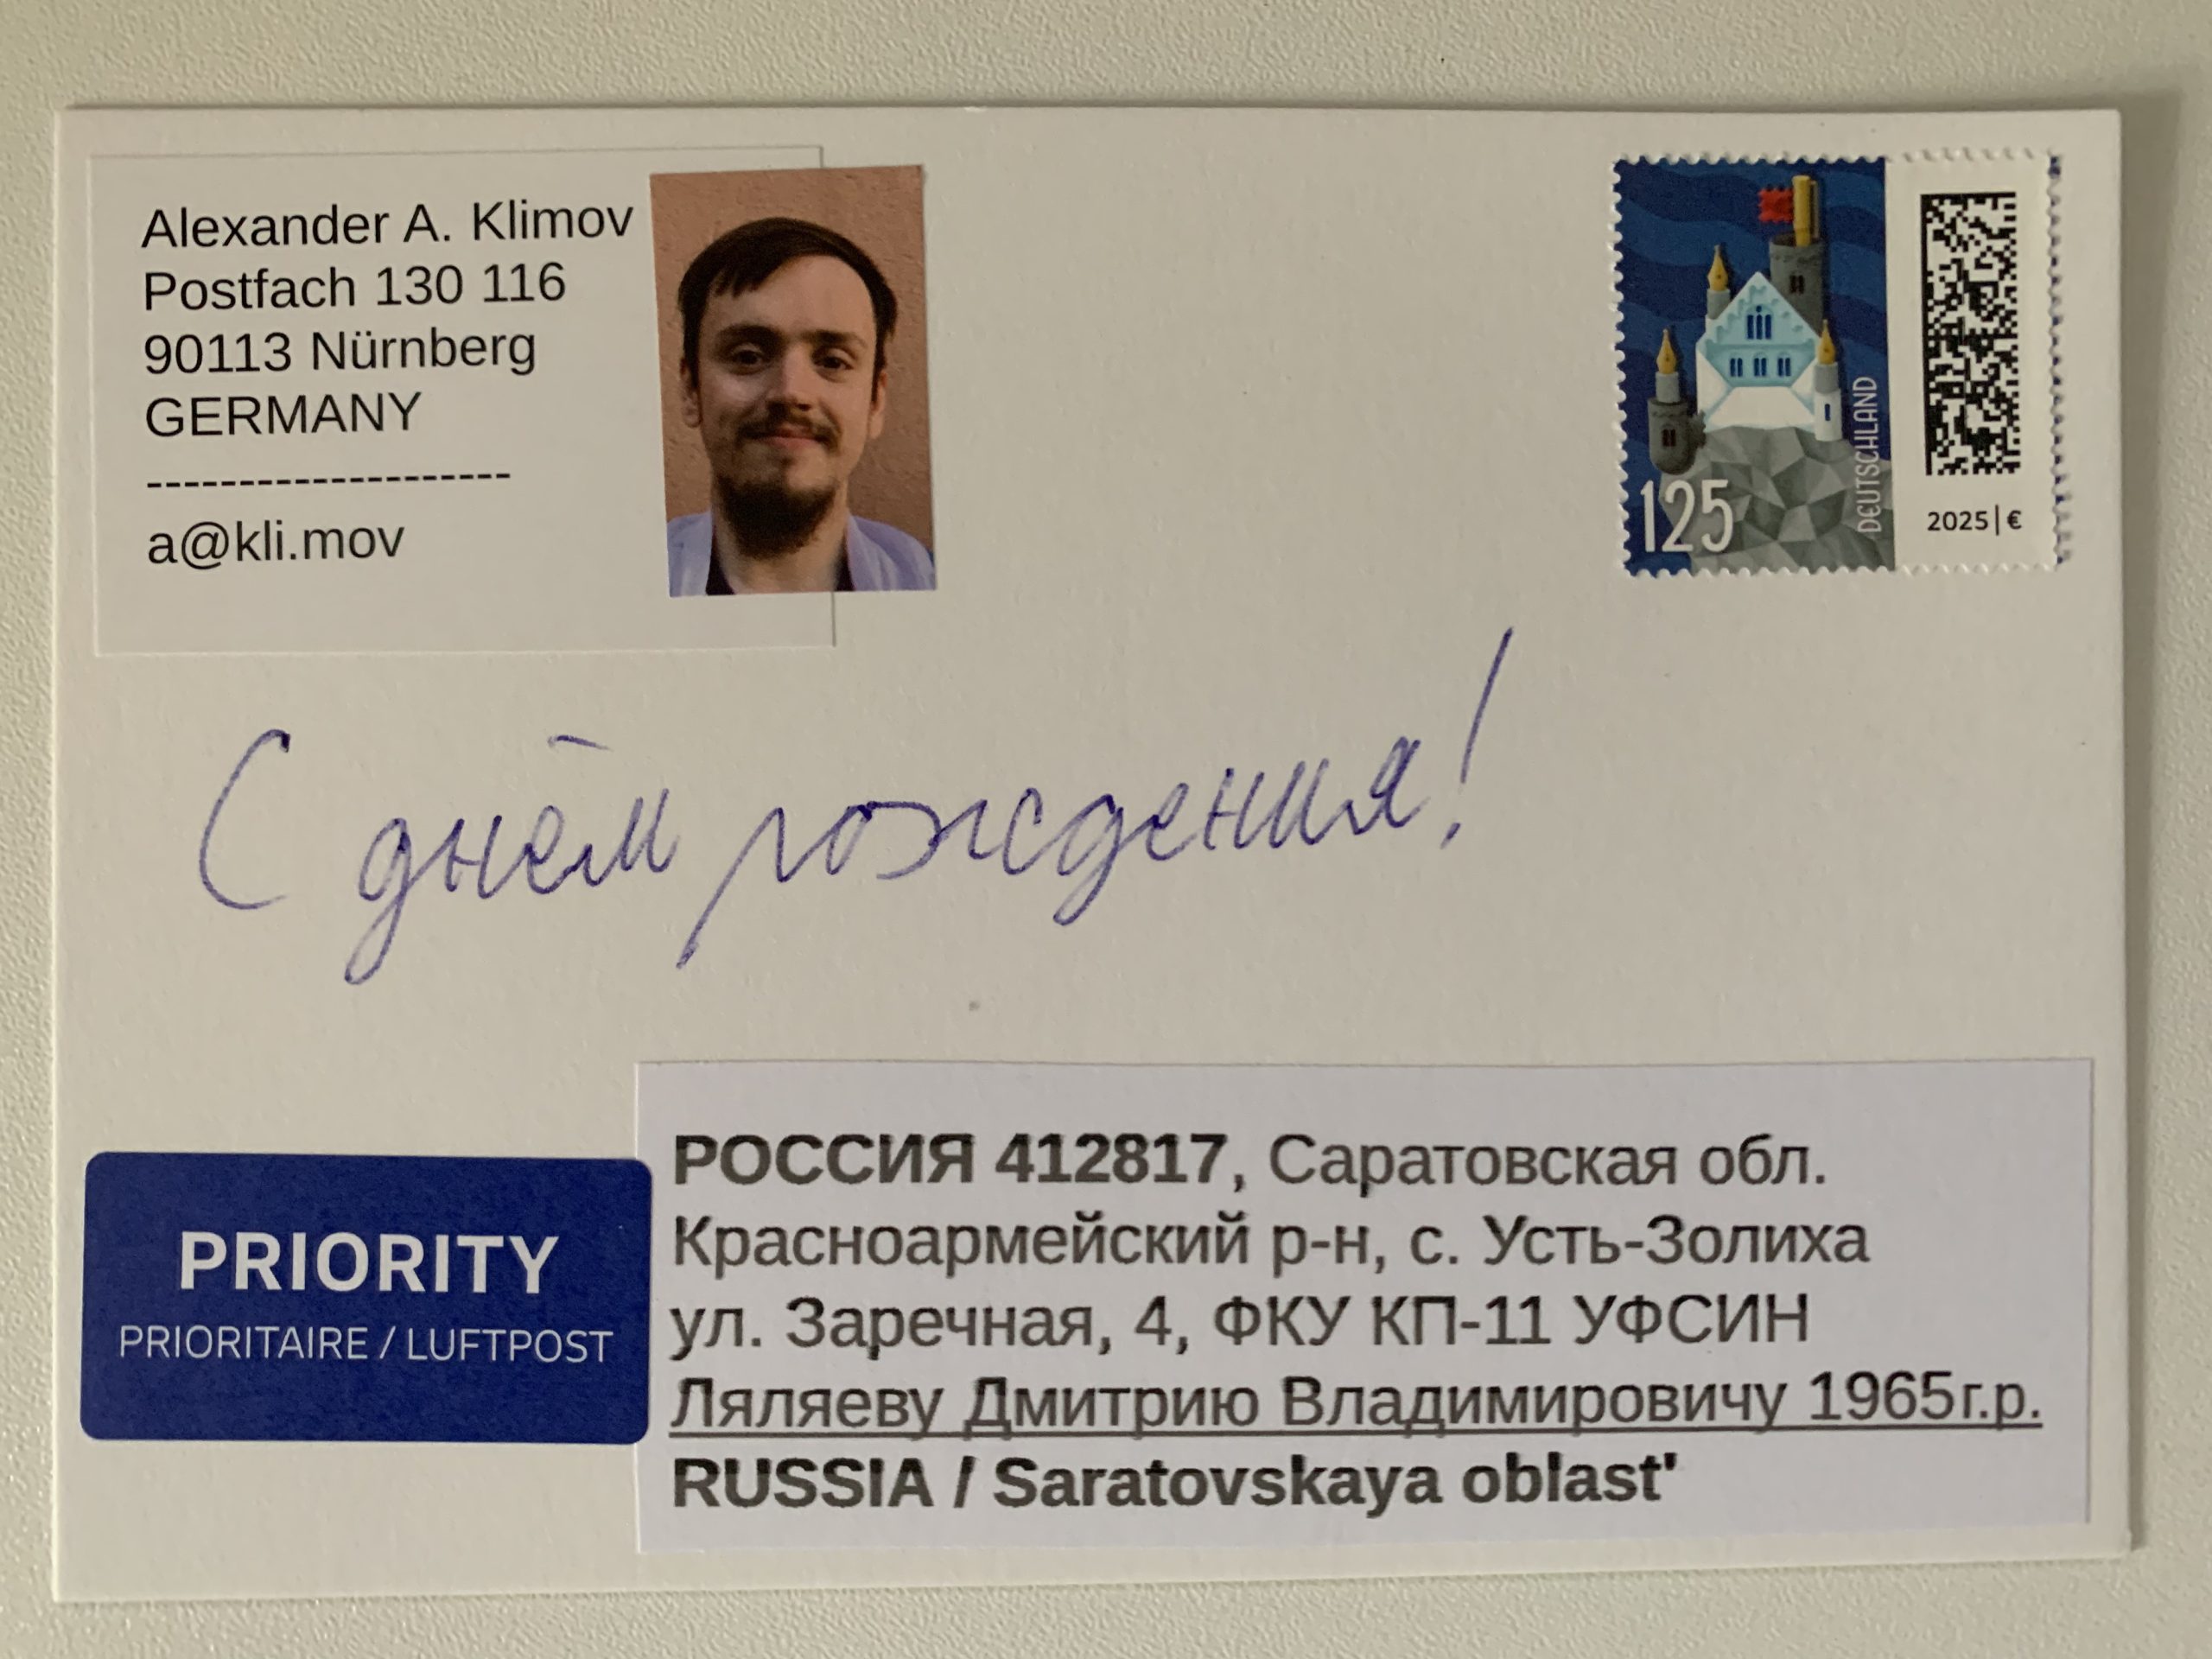 Alexander A. Klimov
Postfach 130 116
90113 Nürnberg
GERMANY
--------------------
a@kli.mov
125
DEUTSCHLAND
2025|€
С днём рождения!
PRIORITY
PRIORITAIRE / LUFTPOST
РОССИЯ 412817, Саратовская обл.
Красноармейский р-н, с. Усть-Золиха
ул. Заречная, 4, ФКУ КП-11 УФСИН
Ляляеву Дмитрию Владимировичу 1965г.р.
RUSSIA / Saratovskaya oblast'